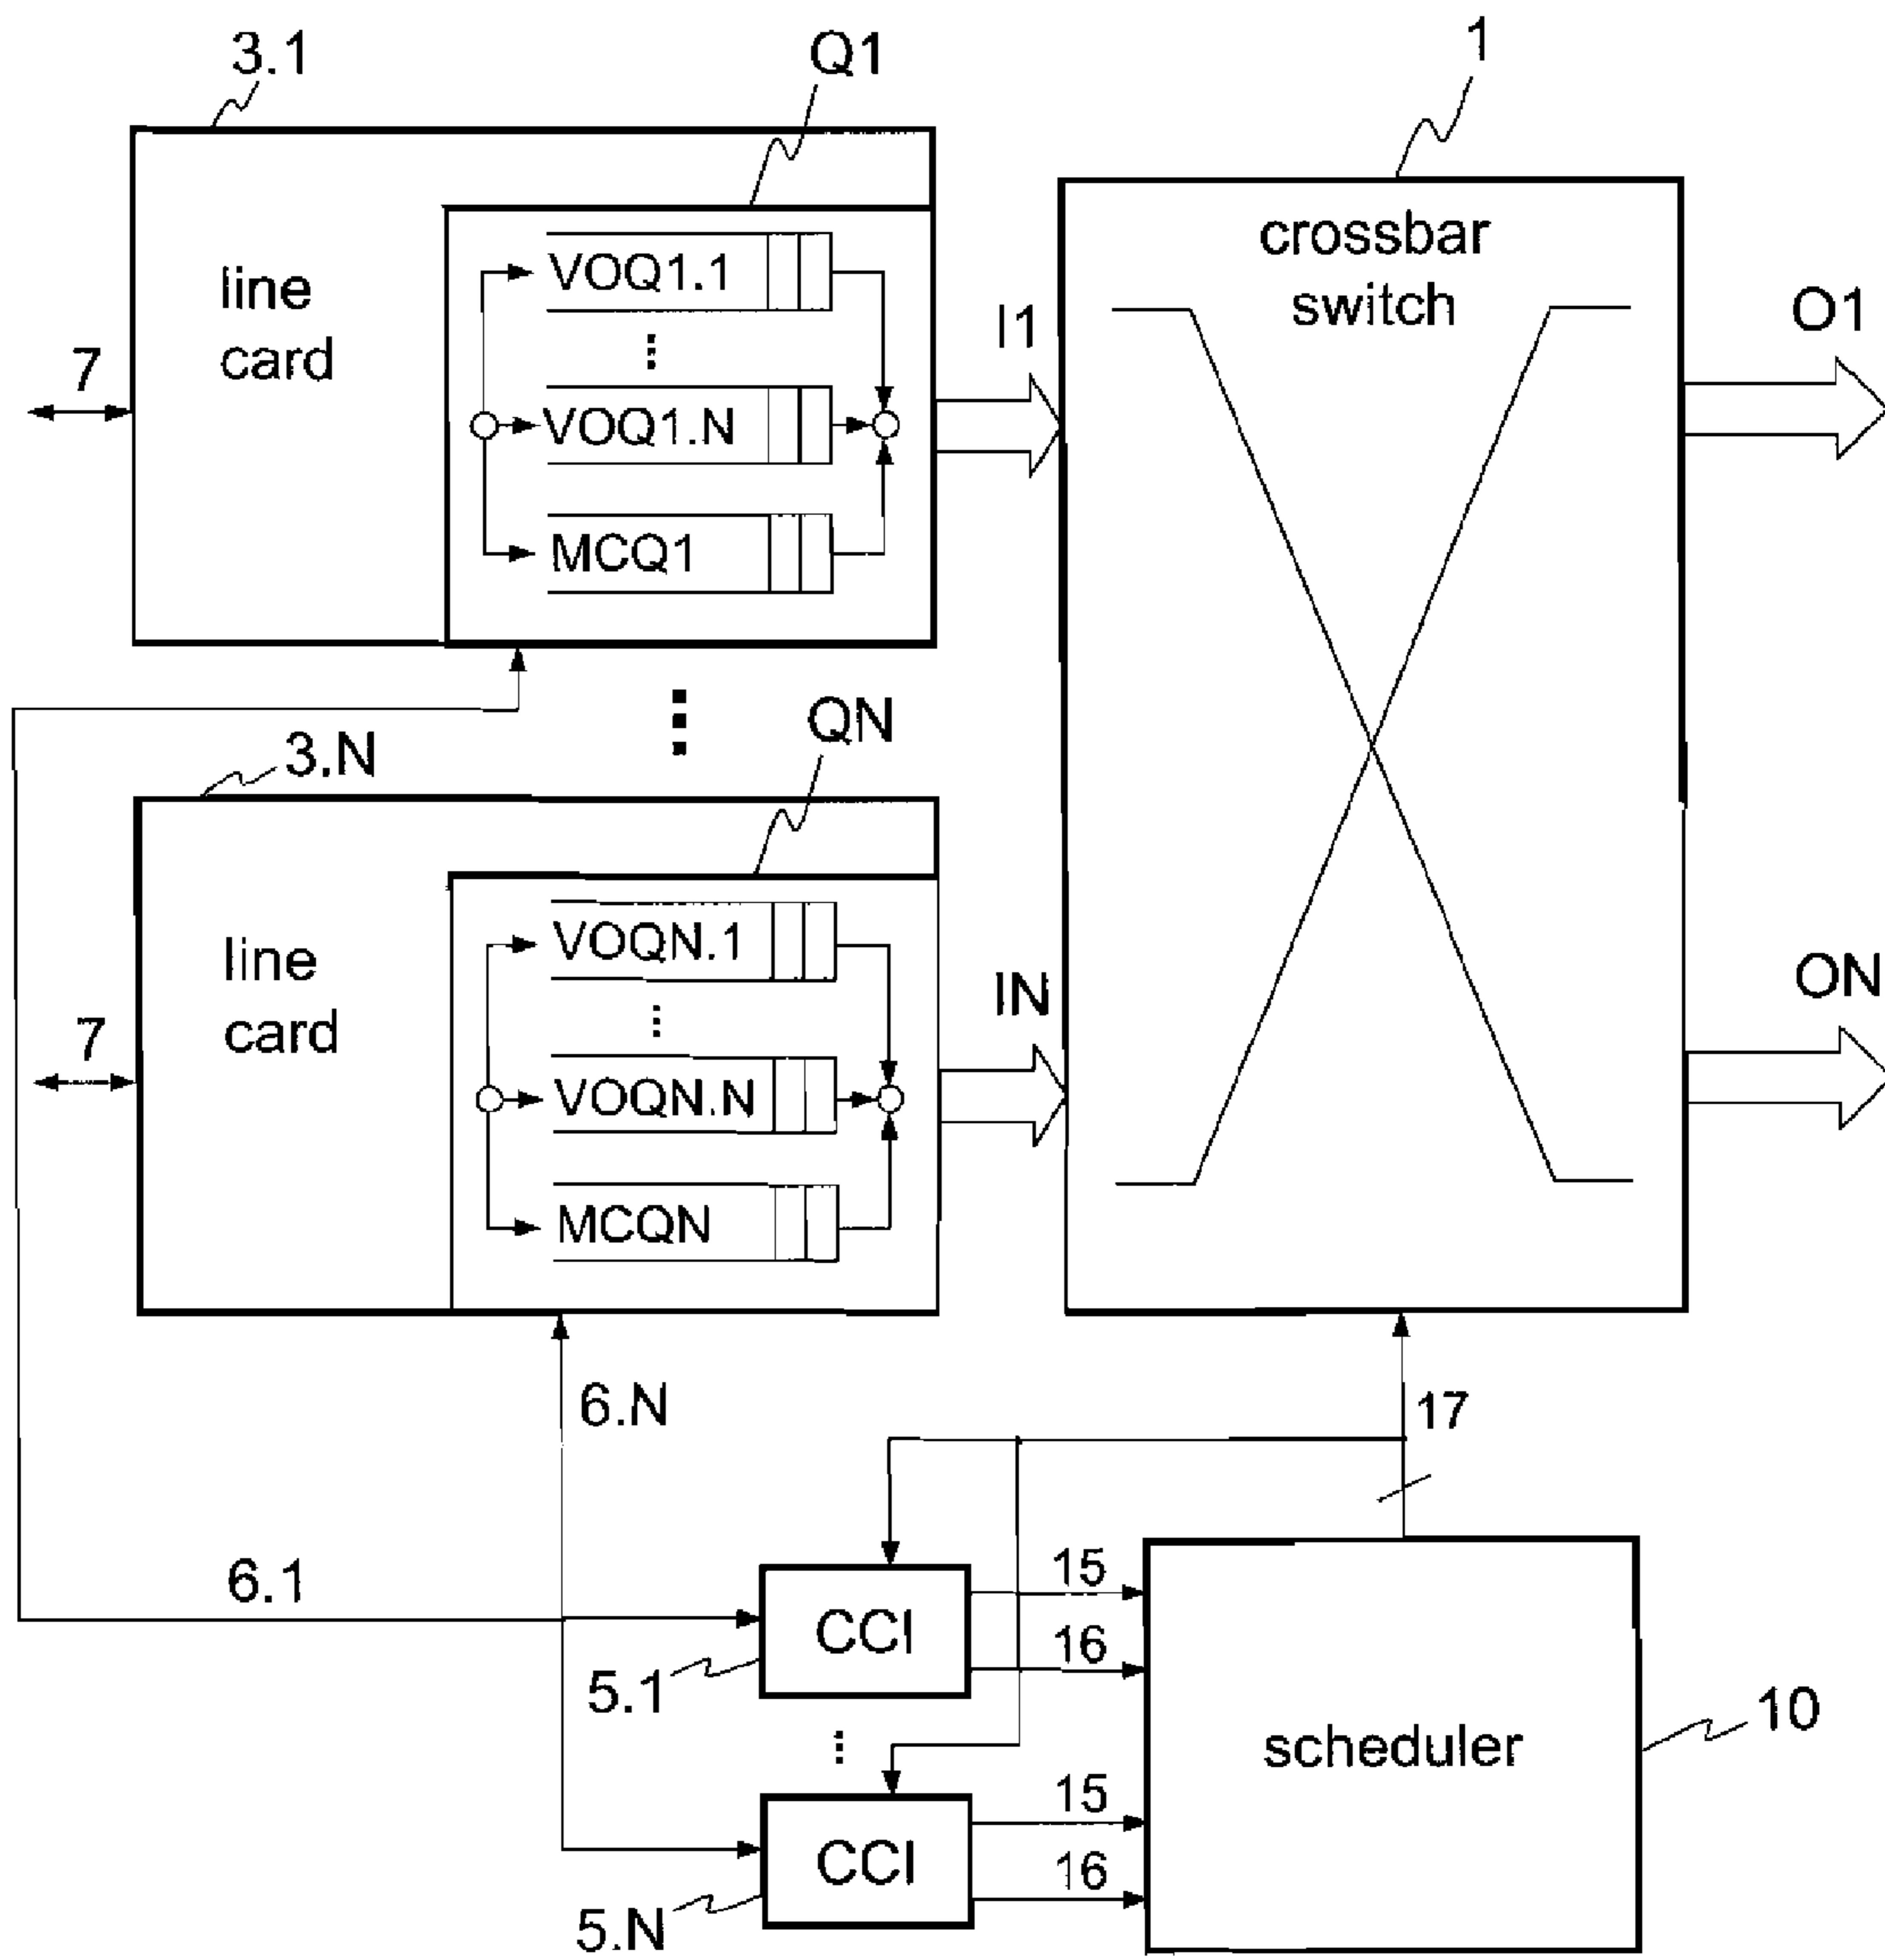 3.1
Q1
1
line
card
VOQ1.1
⋮
VOQ1.N
MCQ1
7
I1
crossbar
switch
O1
⋮
3.N
QN
line
card
VOQN.1
⋮
VOQN.N
MCQN
7
IN
ON
6.N
17
6.1
CCI
15
16
5.1
⋮
scheduler
10
CCI
15
16
5.N